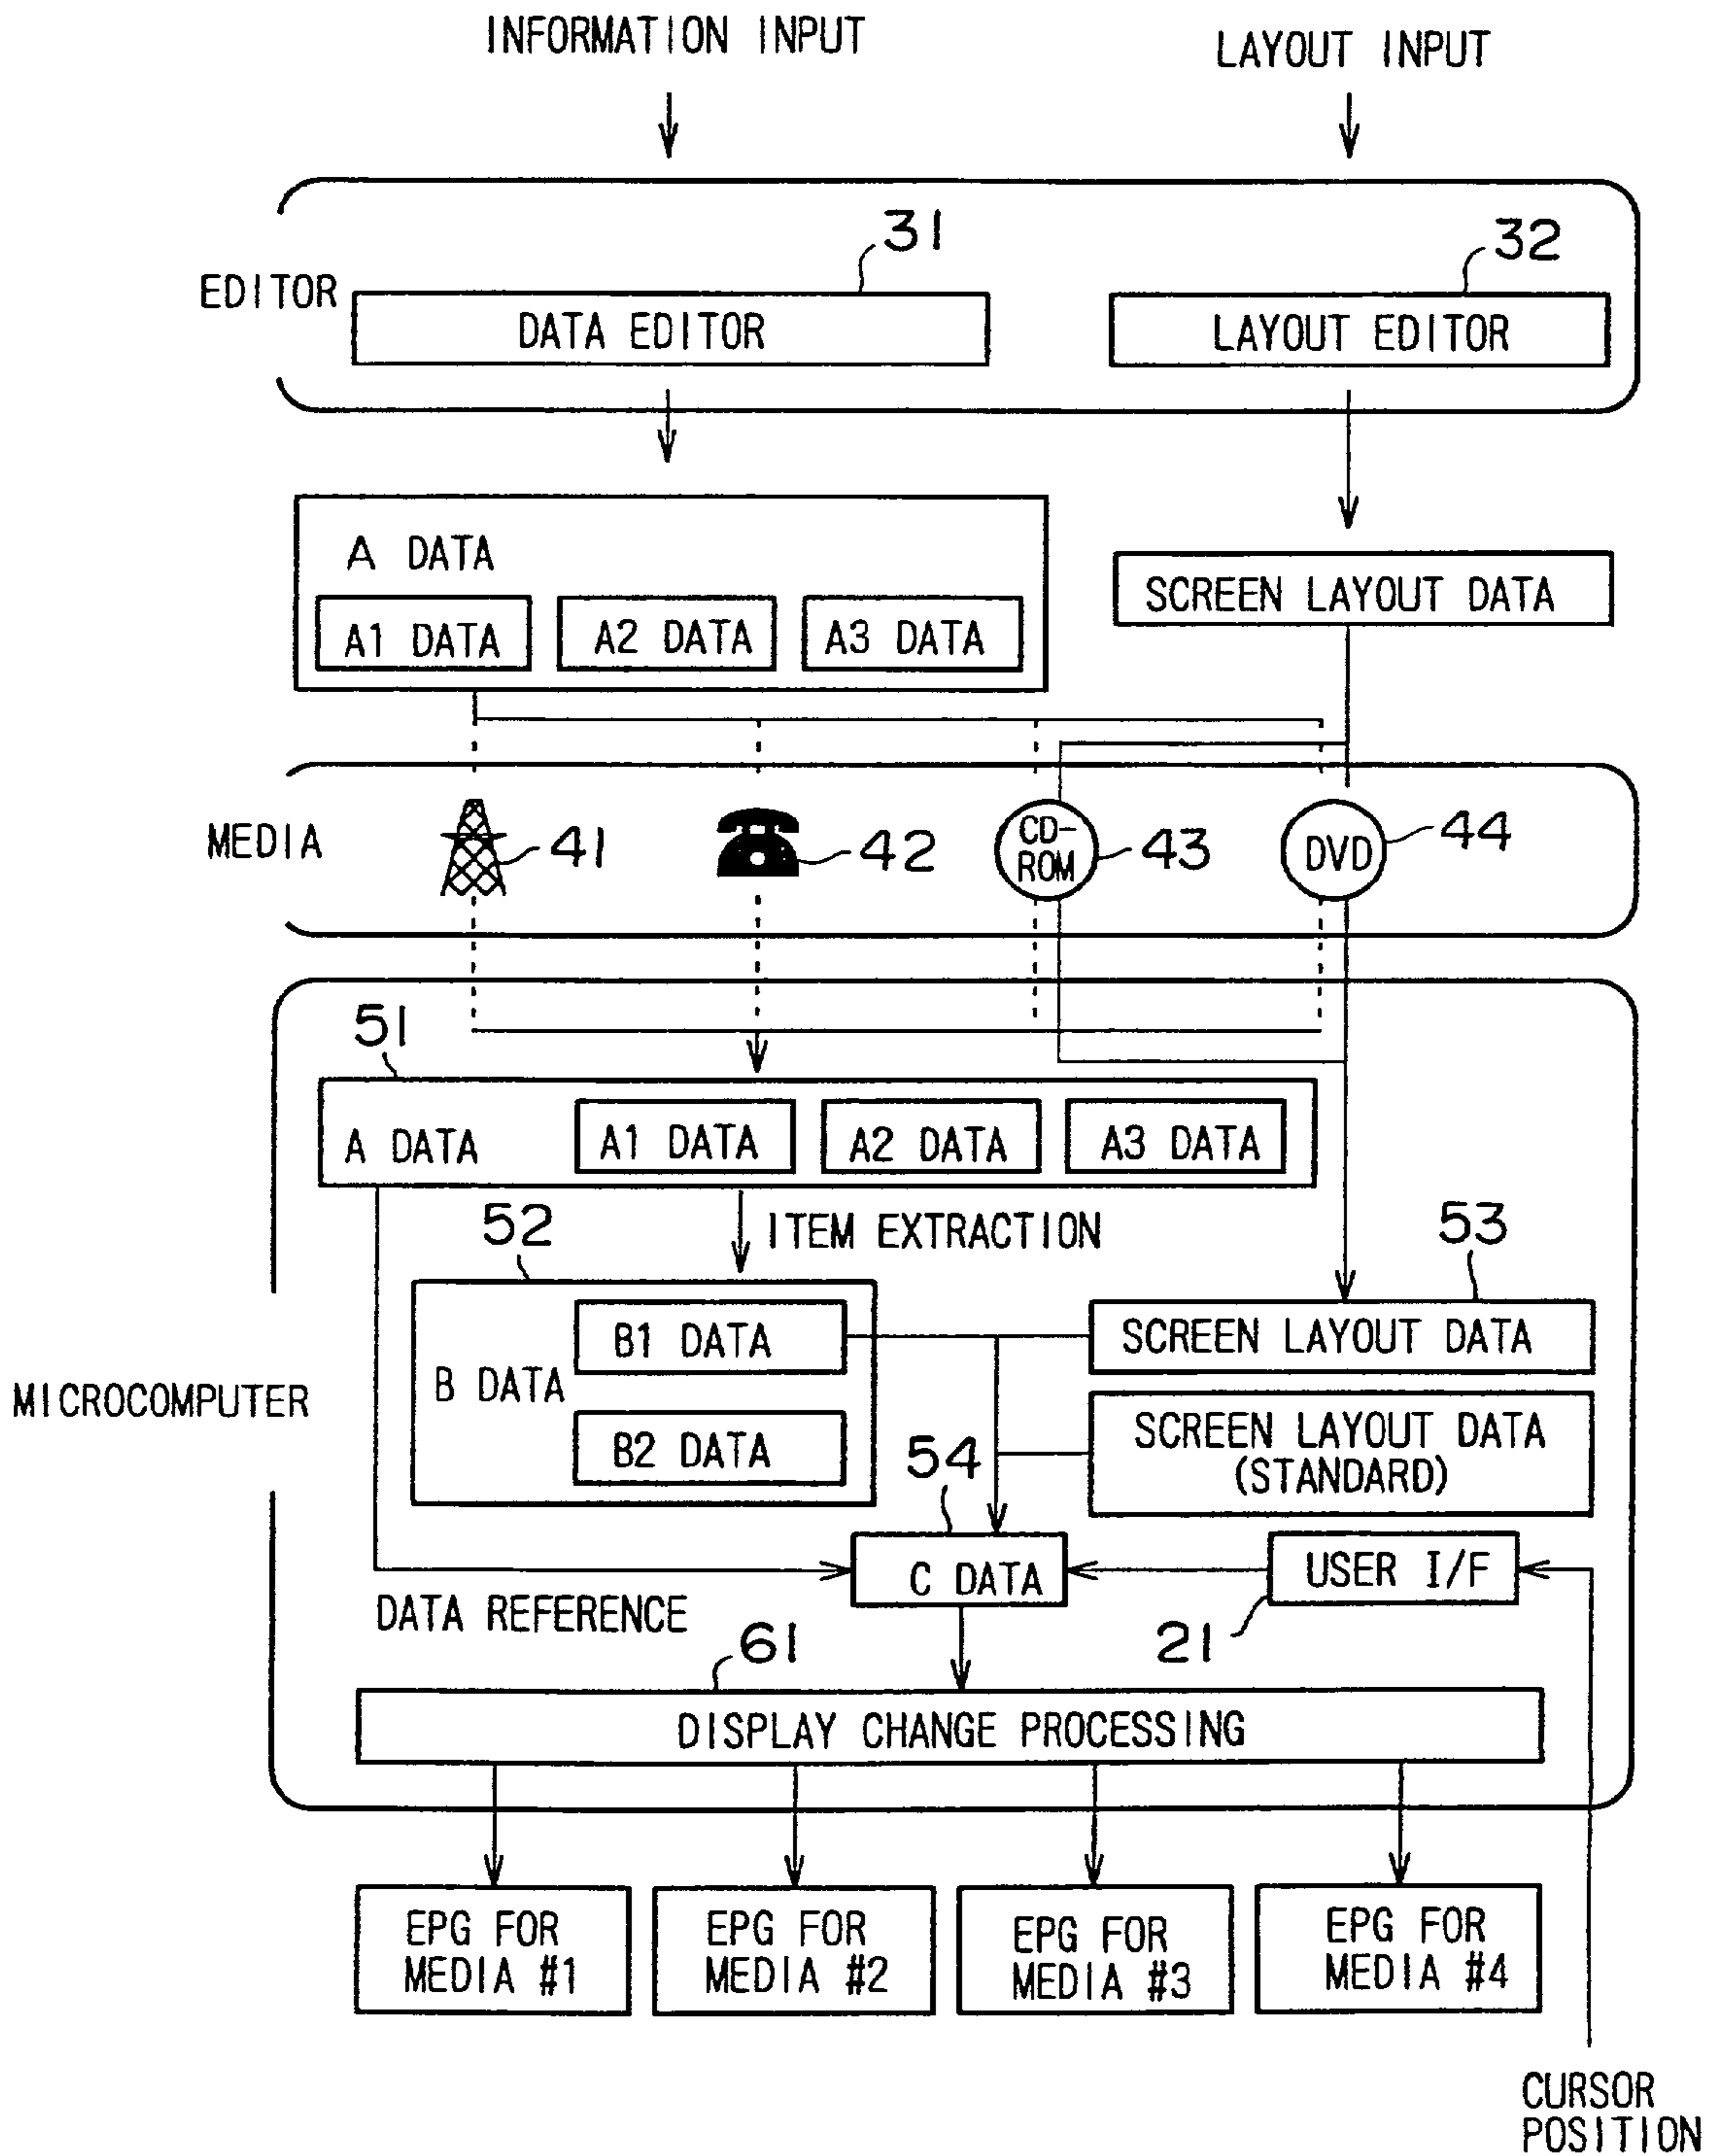 INFORMATION INPUT
LAYOUT INPUT
31
32
EDITOR
DATA EDITOR
LAYOUT EDITOR
A DATA
A1 DATA
A2 DATA
A3 DATA
SCREEN LAYOUT DATA
MEDIA
41
42
CD-
ROM
43
DVD
44
51
A DATA
A1 DATA
A2 DATA
A3 DATA
52
ITEM EXTRACTION
53
B1 DATA
SCREEN LAYOUT DATA
MICROCOMPUTER
B DATA
B2 DATA
54
SCREEN LAYOUT DATA
(STANDARD)
C DATA
USER I/F
DATA REFERENCE
21
61
DISPLAY CHANGE PROCESSING
EPG FOR
MEDIA #1
EPG FOR
MEDIA #2
EPG FOR
MEDIA #3
EPG FOR
MEDIA #4
CURSOR
POSITION